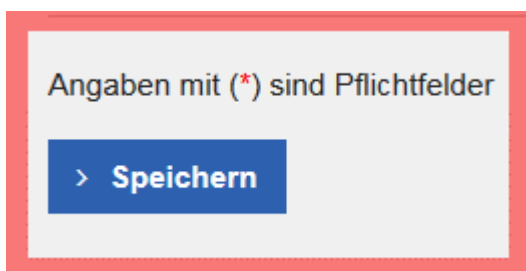 Angaben mit (*) sind Pflichtfelder
> Speichern